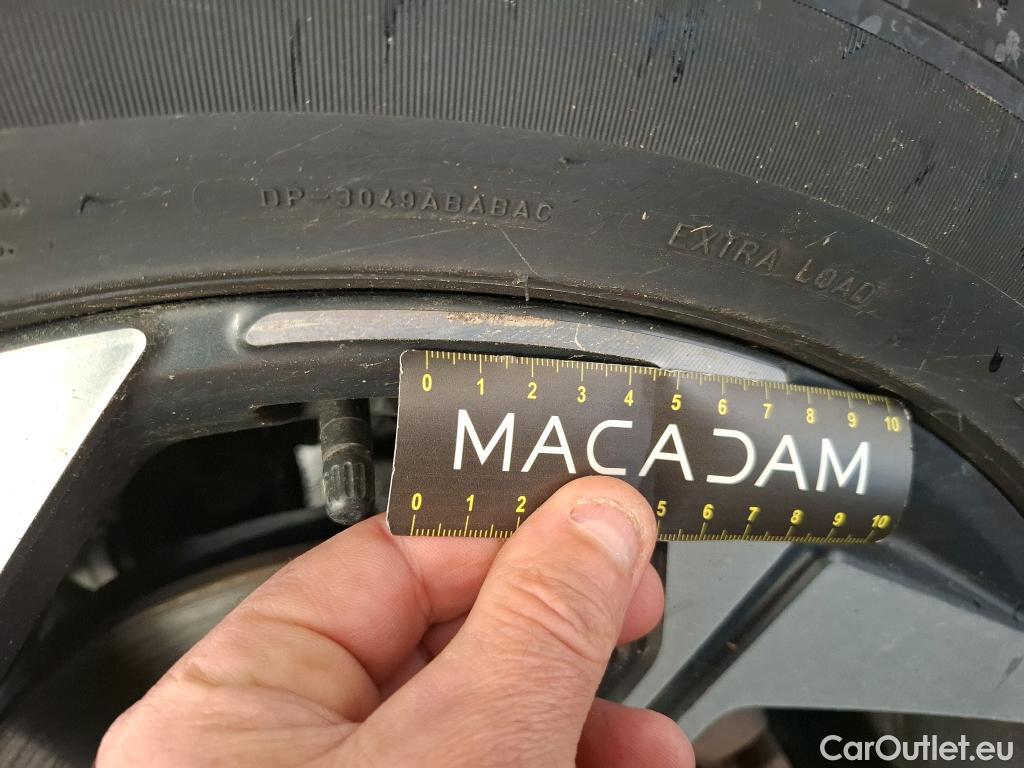 DP-3049ABABAC
EXTRA LOAD
0 1 2 3 4 5 6 7 8 9 10
MACADAM
0 1 2 5 6 7 8 9 10
CarOutlet.eu